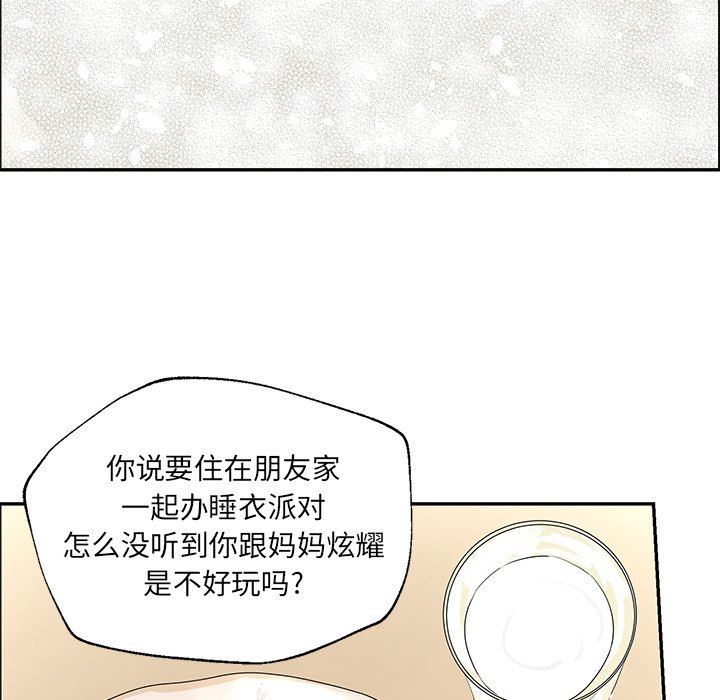 你说要住在朋友家
一起办睡衣派对
怎么没听到你跟妈妈炫耀
是不好玩吗?